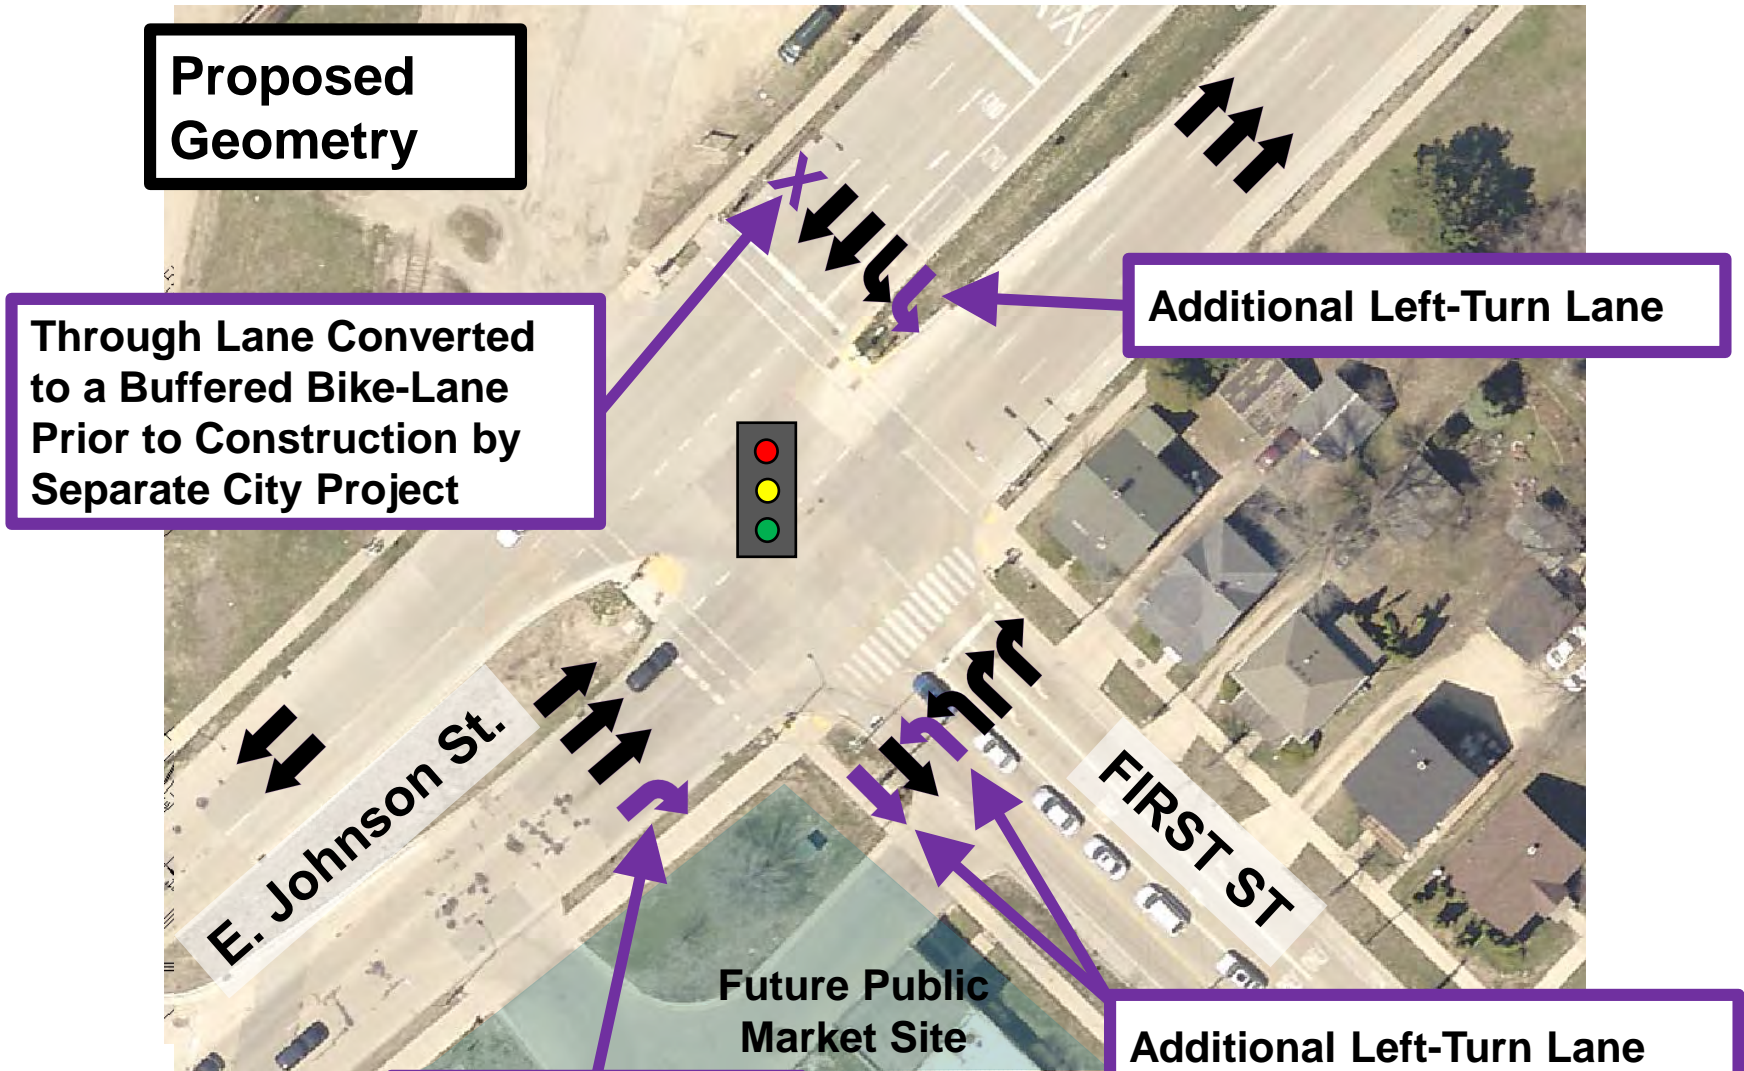 Proposed
Geometry
Additional Left-Turn Lane
Through Lane Converted
to a Buffered Bike-Lane
Prior to Construction by
Separate City Project
E. Johnson St.
FIRST ST
Future Public
Market Site
Additional Left-Turn Lane